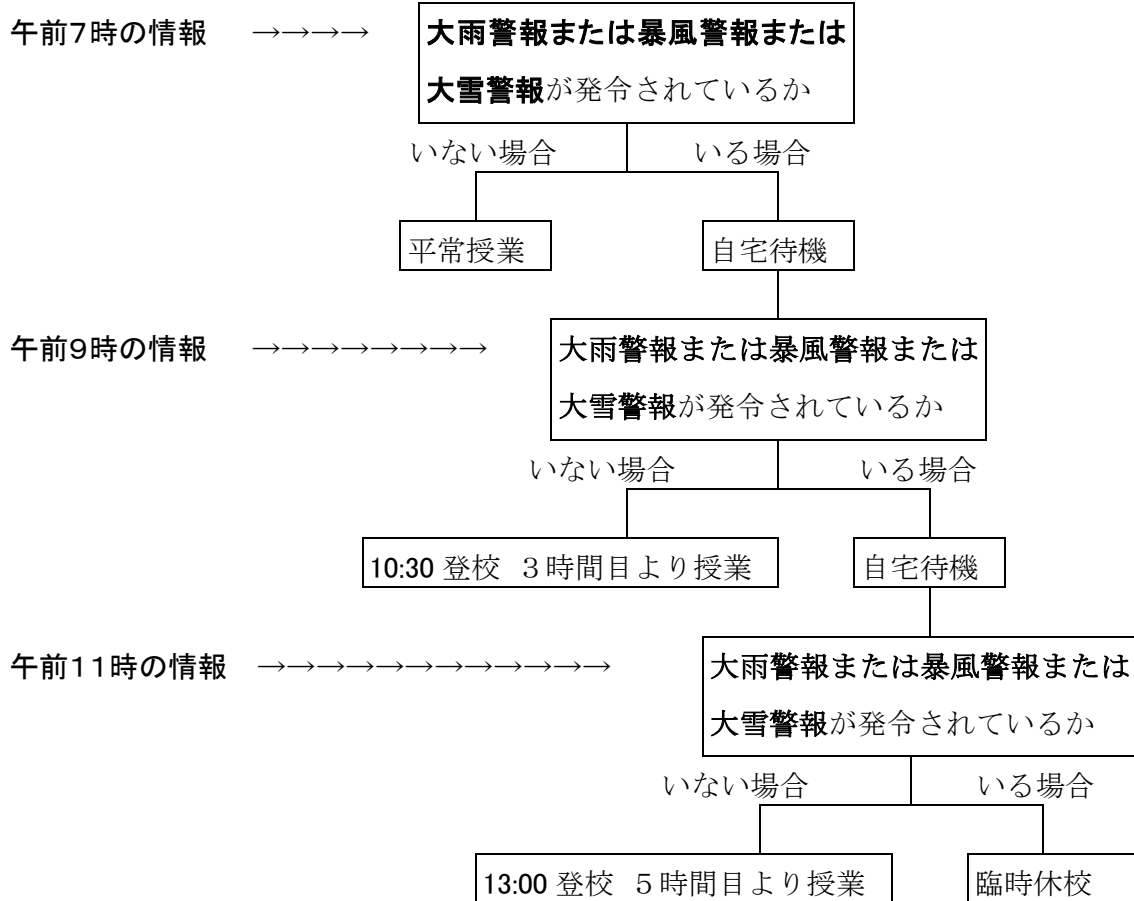 午前7時の情報 →→→→ 大雨警報または暴風警報または
大雪警報が発令されているか
いない場合 いる場合
平常授業 自宅待機
午前9時の情報 →→→→→→→→ 大雨警報または暴風警報または
大雪警報が発令されているか
いない場合 いる場合
10:30 登校 3時間目より授業 自宅待機
午前11時の情報 →→→→→→→→→→→→ 大雨警報または暴風警報または
大雪警報が発令されているか
いない場合 いる場合
13:00 登校 5時間目より授業 臨時休校